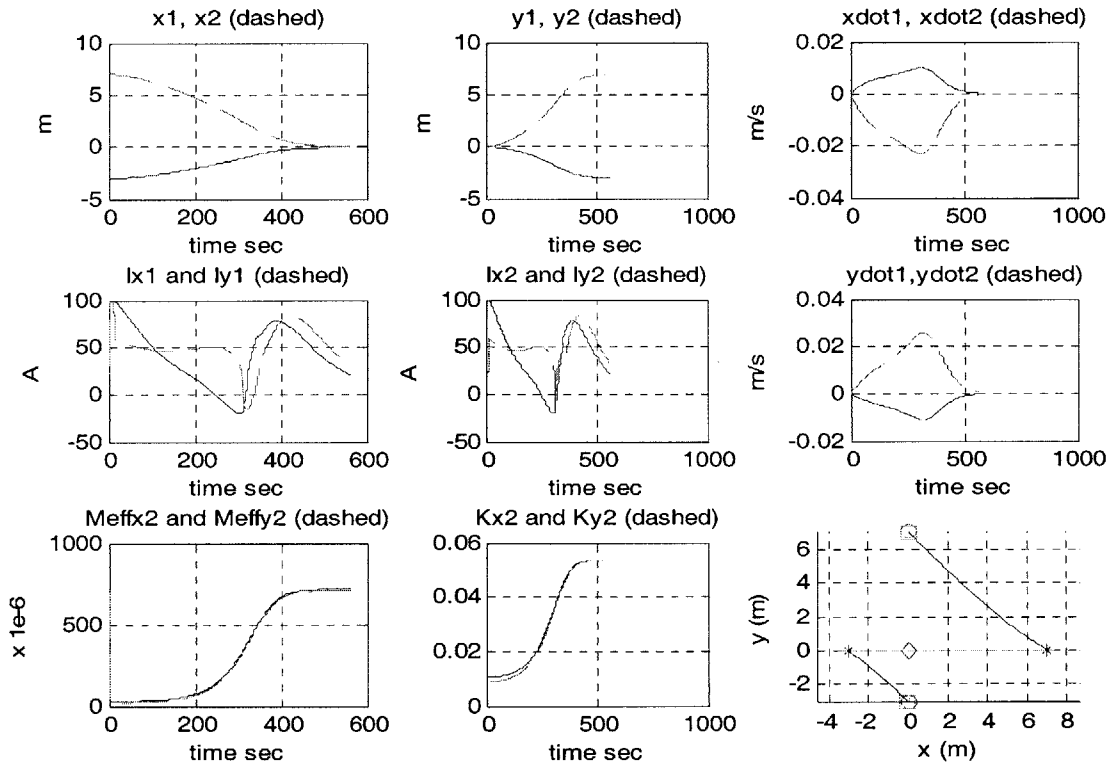 x1, x2 (dashed)
10
5
0
-5
m
0 200 400 600
time sec
y1, y2 (dashed)
10
5
0
-5
m
0 500 1000
time sec
xdot1, xdot2 (dashed)
0.02
0
-0.02
-0.04
m/s
0 500 1000
time sec
Ix1 and Iy1 (dashed)
100
50
0
-50
A
0 200 400 600
time sec
Ix2 and Iy2 (dashed)
100
50
0
-50
A
0 500 1000
time sec
ydot1,ydot2 (dashed)
0.04
0.02
0
-0.02
m/s
0 500 1000
time sec
Meffx2 and Meffy2 (dashed)
1000
500
0
x 1e-6
0 200 400 600
time sec
Kx2 and Ky2 (dashed)
0.06
0.04
0.02
0
0 500 1000
time sec
6
4
2
0
-2
y (m)
-4 -2 0 2 4 6 8
x (m)